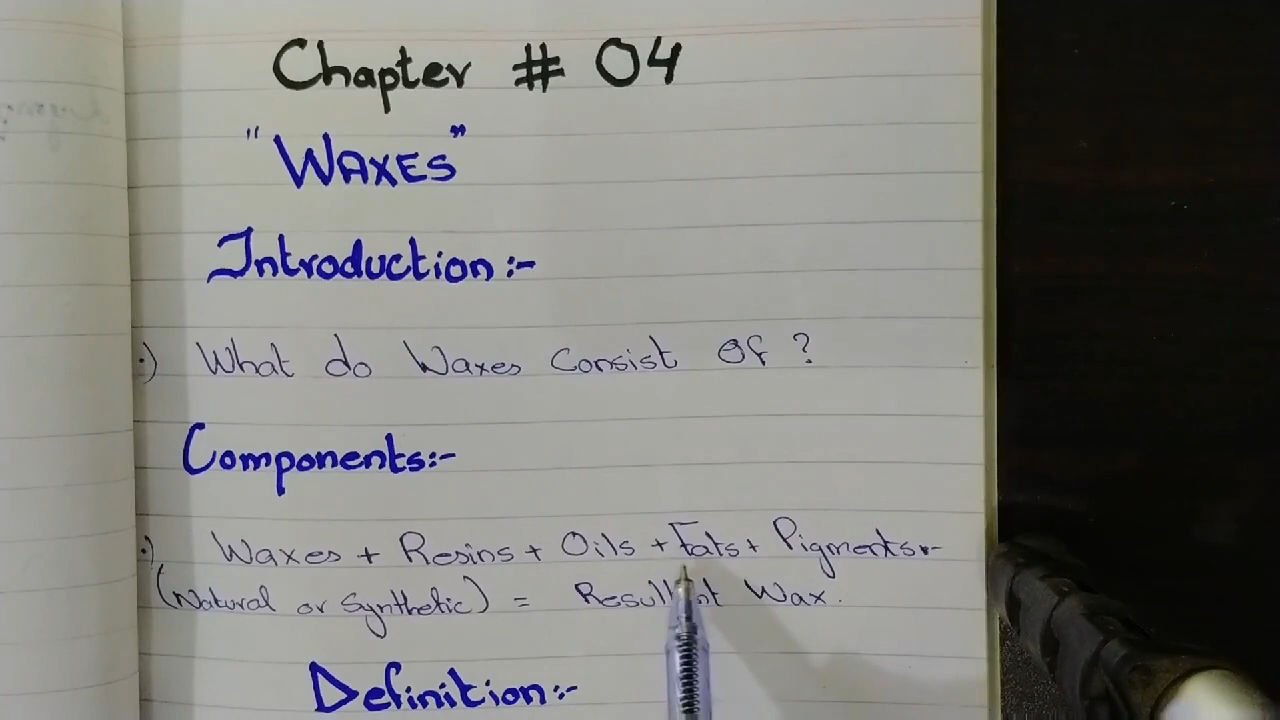 Chapter # 04
"WAXES"
Introduction:-
·) What do Waxes Consist Of ?
Components:-
·) Waxes + Resins + Oils + Fats + Pigments.-
(Natural or Synthetic) = Wax.
Definition:-